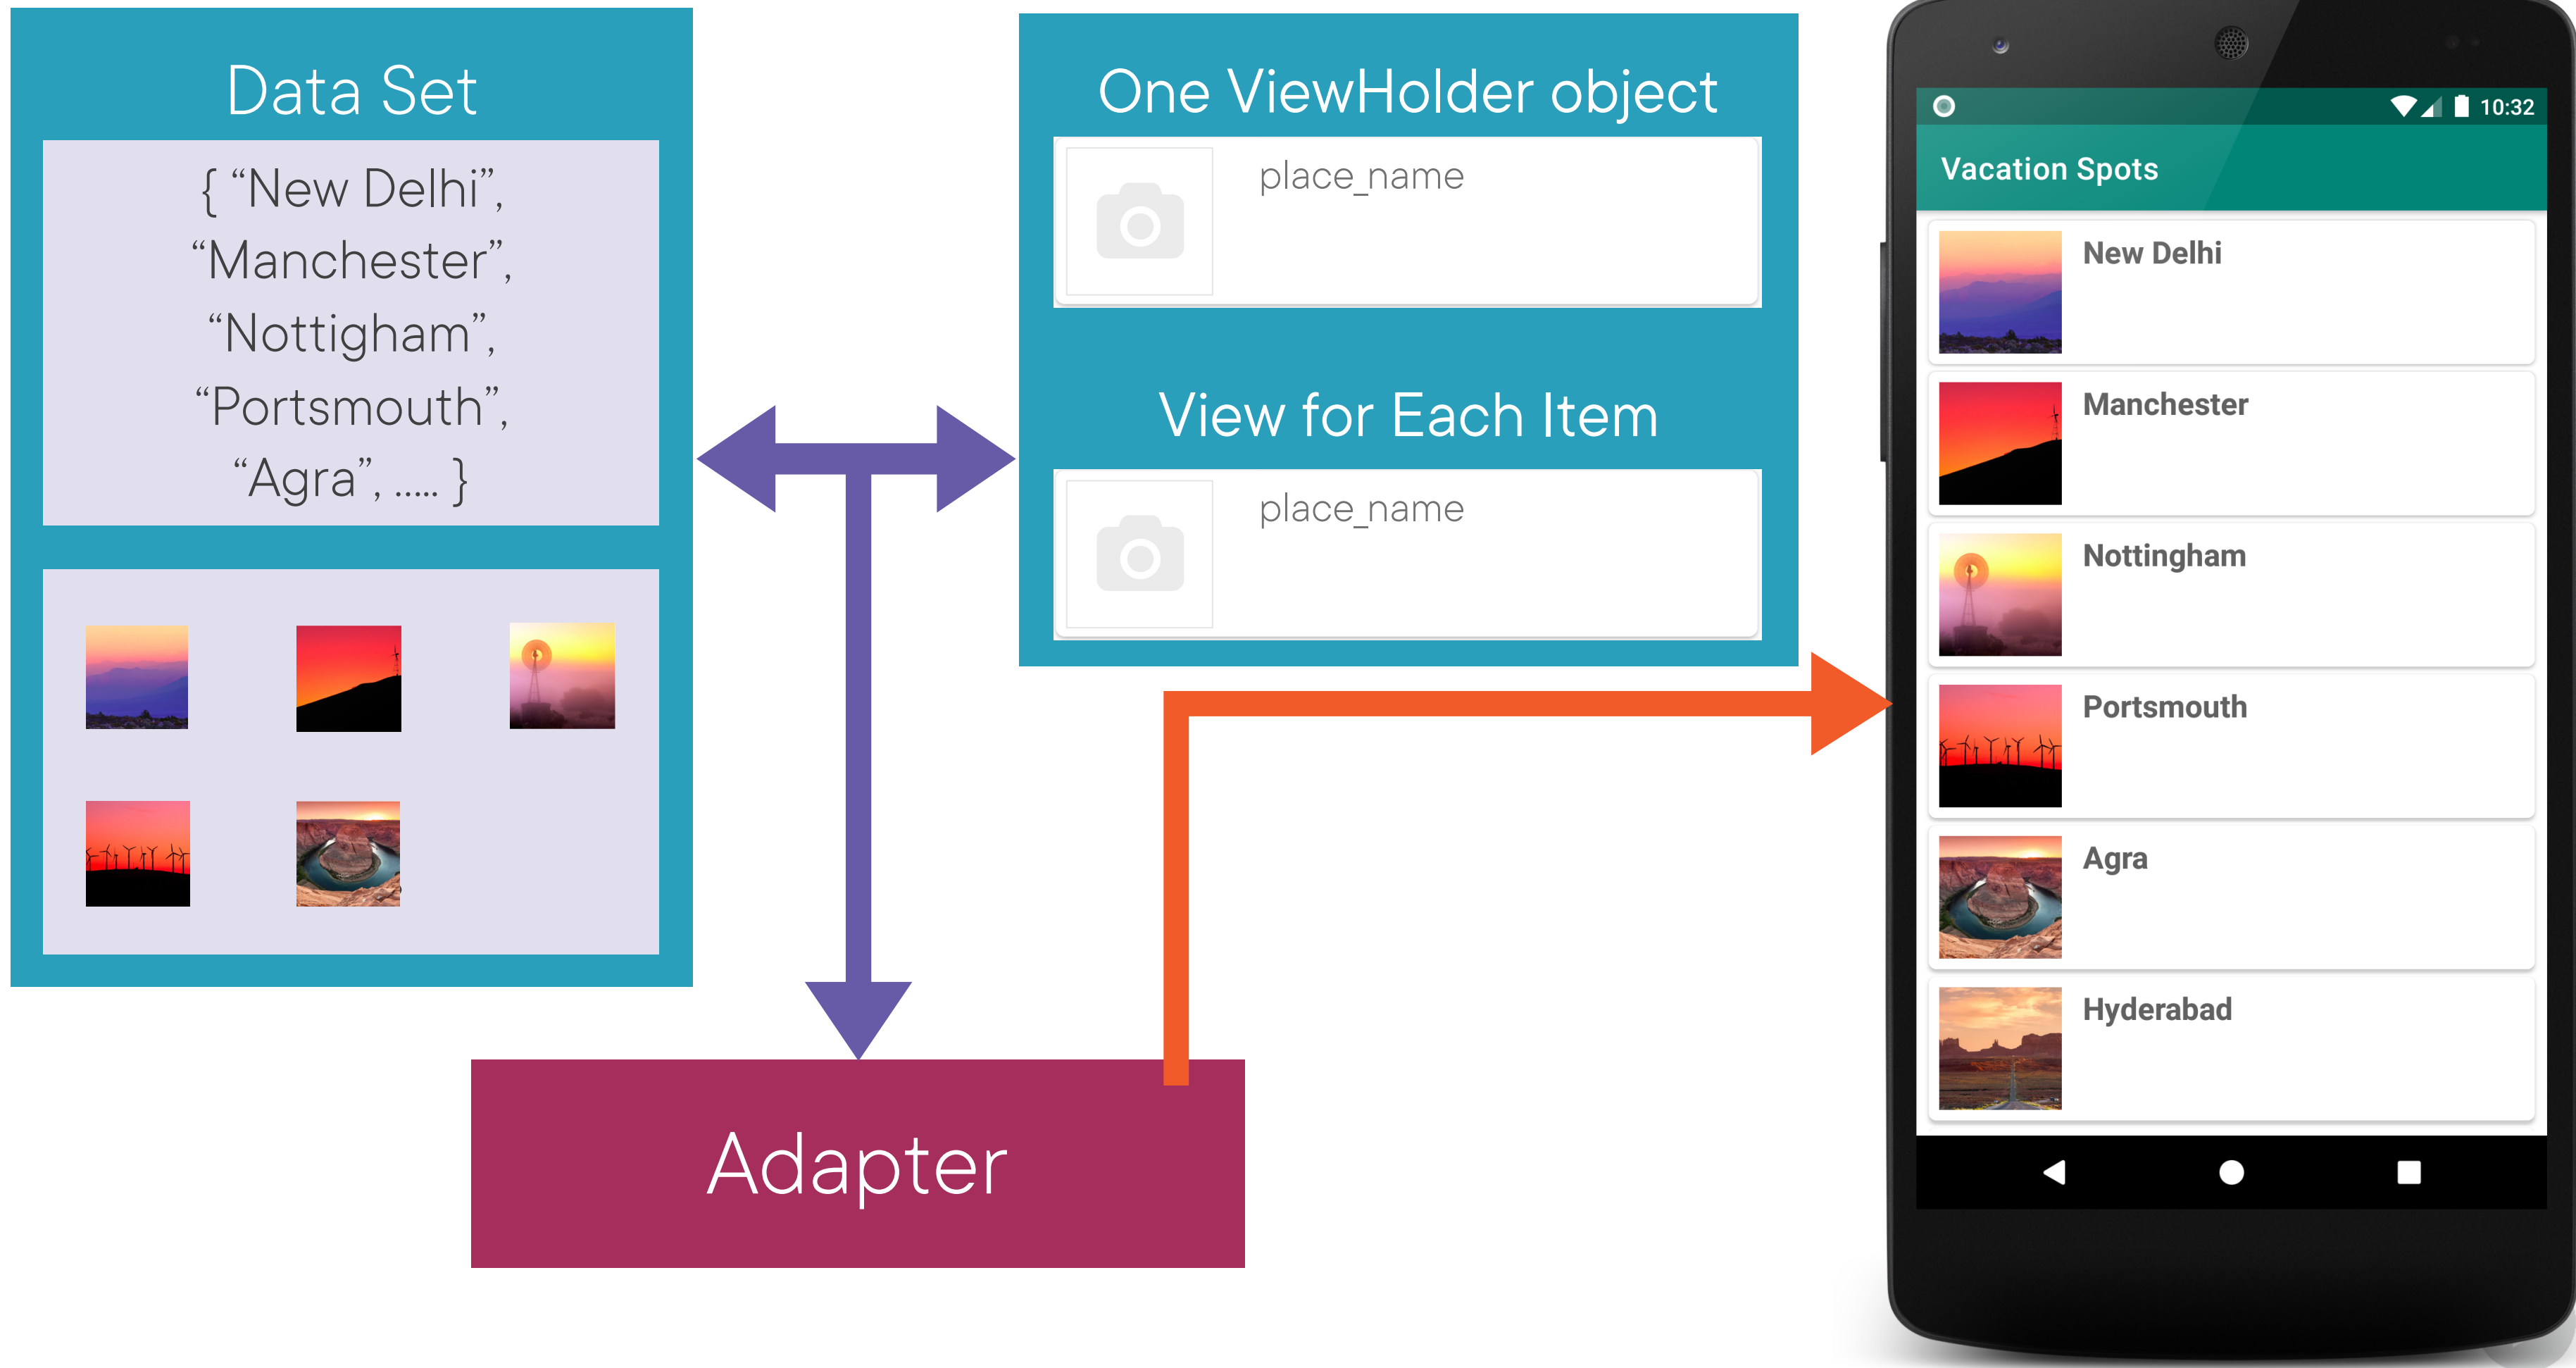 Data Set
{ “New Delhi”,
“Manchester”,
“Nottigham”,
“Portsmouth”,
“Agra”, ..... }
One ViewHolder object
place_name
View for Each Item
place_name
Adapter
10:32
Vacation Spots
New Delhi
Manchester
Nottingham
Portsmouth
Agra
Hyderabad